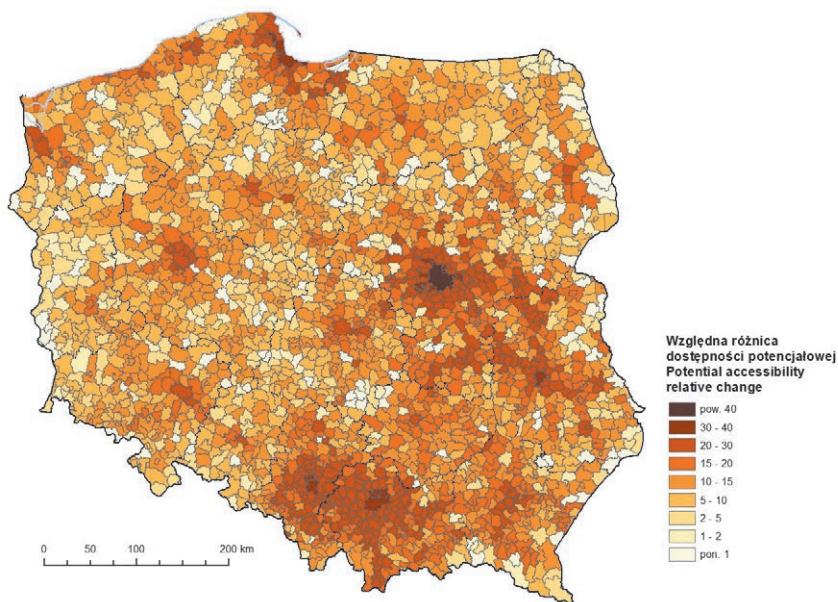 Względna różnica
dostępności potencjałowej
Potential accessibility
relative change
pow. 40
30 - 40
20 - 30
15 - 20
10 - 15
5 - 10
2 - 5
1 - 2
pon. 1
0 50 100 200 km